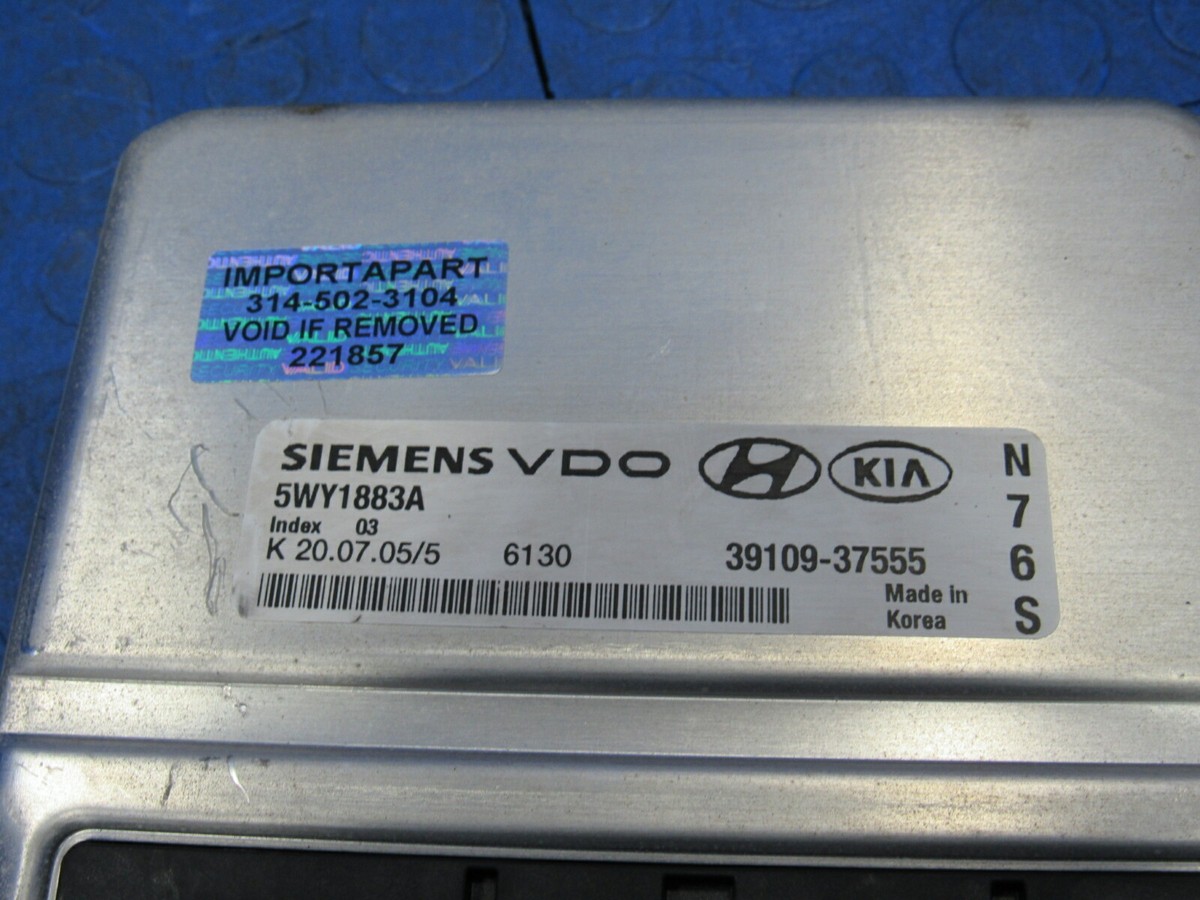 IMPORTAPART
314-502-3104
VOID IF REMOVED
221857
SIEMENS VDO KIA
5WY1883A
Index 03
K 20.07.05/5 6130 39109-37555
Made in
Korea
N
7
6
S